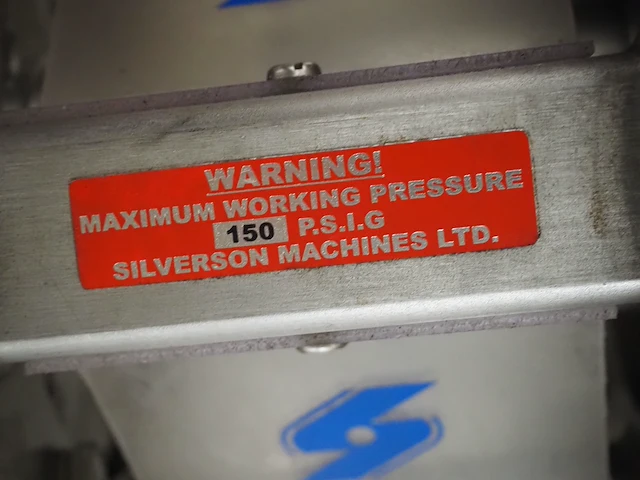 WARNING!
MAXIMUM WORKING PRESSURE
150 P.S.I.G
SILVERSON MACHINES LTD.